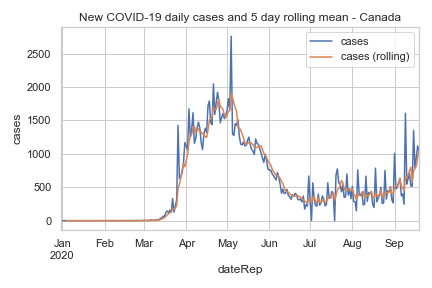 New COVID-19 daily cases and 5 day rolling mean - Canada
cases
cases (rolling)
cases
2500
2000
1500
1000
500
0
Jan Feb Mar Apr May Jun Jul Aug Sep
2020
dateRep